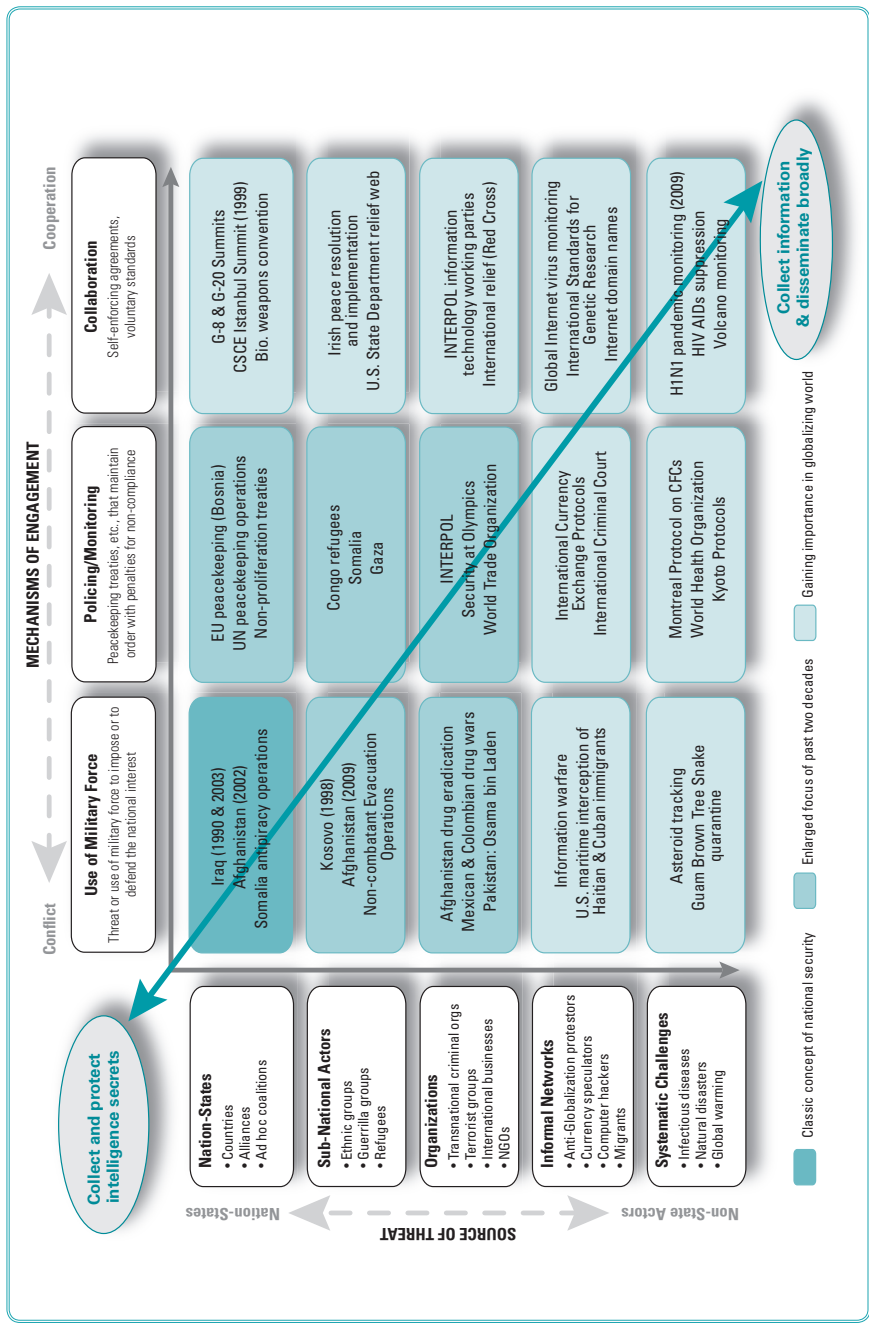 MECHANISMS OF ENGAGEMENT
Conflict
Cooperation
Collect and protect
intelligence secrets
Use of Military Force
Threat or use of military force to impose or to
defend the national interest
Policing/Monitoring
Peacekeeping treaties, etc., that maintain
order with penalties for non-compliance
Collaboration
Self-enforcing agreements,
voluntary standards
SOURCE OF THREAT
Nation-States
Non-State Actors
Nation-States
• Countries
• Alliances
• Ad hoc coalitions
Iraq (1990 & 2003)
Afghanistan (2002)
Somalia antipiracy operations
EU peacekeeping (Bosnia)
UN peacekeeping operations
Non-proliferation treaties
G-8 & G-20 Summits
CSCE Istanbul Summit (1999)
Bio. weapons convention
Sub-National Actors
• Ethnic groups
• Guerrilla groups
• Refugees
Kosovo (1998)
Afghanistan (2009)
Non-combatant Evacuation
Operations
Congo refugees
Somalia
Gaza
Irish peace resolution
and implementation
U.S. State Department relief web
Organizations
• Transnational criminal orgs
• Terrorist groups
• International businesses
• NGOs
Afghanistan drug eradication
Mexican & Colombian drug wars
Pakistan: Osama bin Laden
INTERPOL
Security at Olympics
World Trade Organization
INTERPOL information
technology working parties
International relief (Red Cross)
Informal Networks
• Anti-Globalization protestors
• Currency speculators
• Computer hackers
• Migrants
Information warfare
U.S. maritime interception of
Haitian & Cuban immigrants
International Currency
Exchange Protocols
International Criminal Court
Global Internet virus monitoring
International Standards for
Genetic Research
Internet domain names
Systematic Challenges
• Infectious diseases
• Natural disasters
• Global warming
Asteroid tracking
Guam Brown Tree Snake
quarantine
Montreal Protocol on CFCs
World Health Organization
Kyoto Protocols
H1N1 pandemic monitoring (2009)
HIV AIDs suppression
Volcano monitoring
Collect information
& disseminate broadly
Classic concept of national security
Enlarged focus of past two decades
Gaining importance in globalizing world